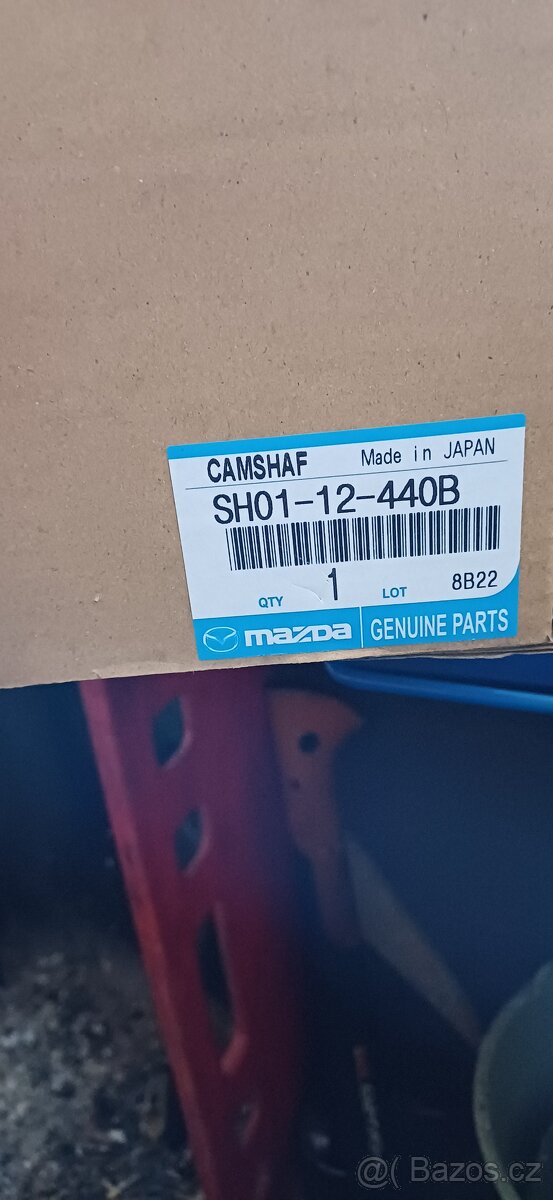 CAMSHAF Made in JAPAN
SH01-12-440B
QTY 1 LOT 8B22
mazda GENUINE PARTS
@( Bazos.cz